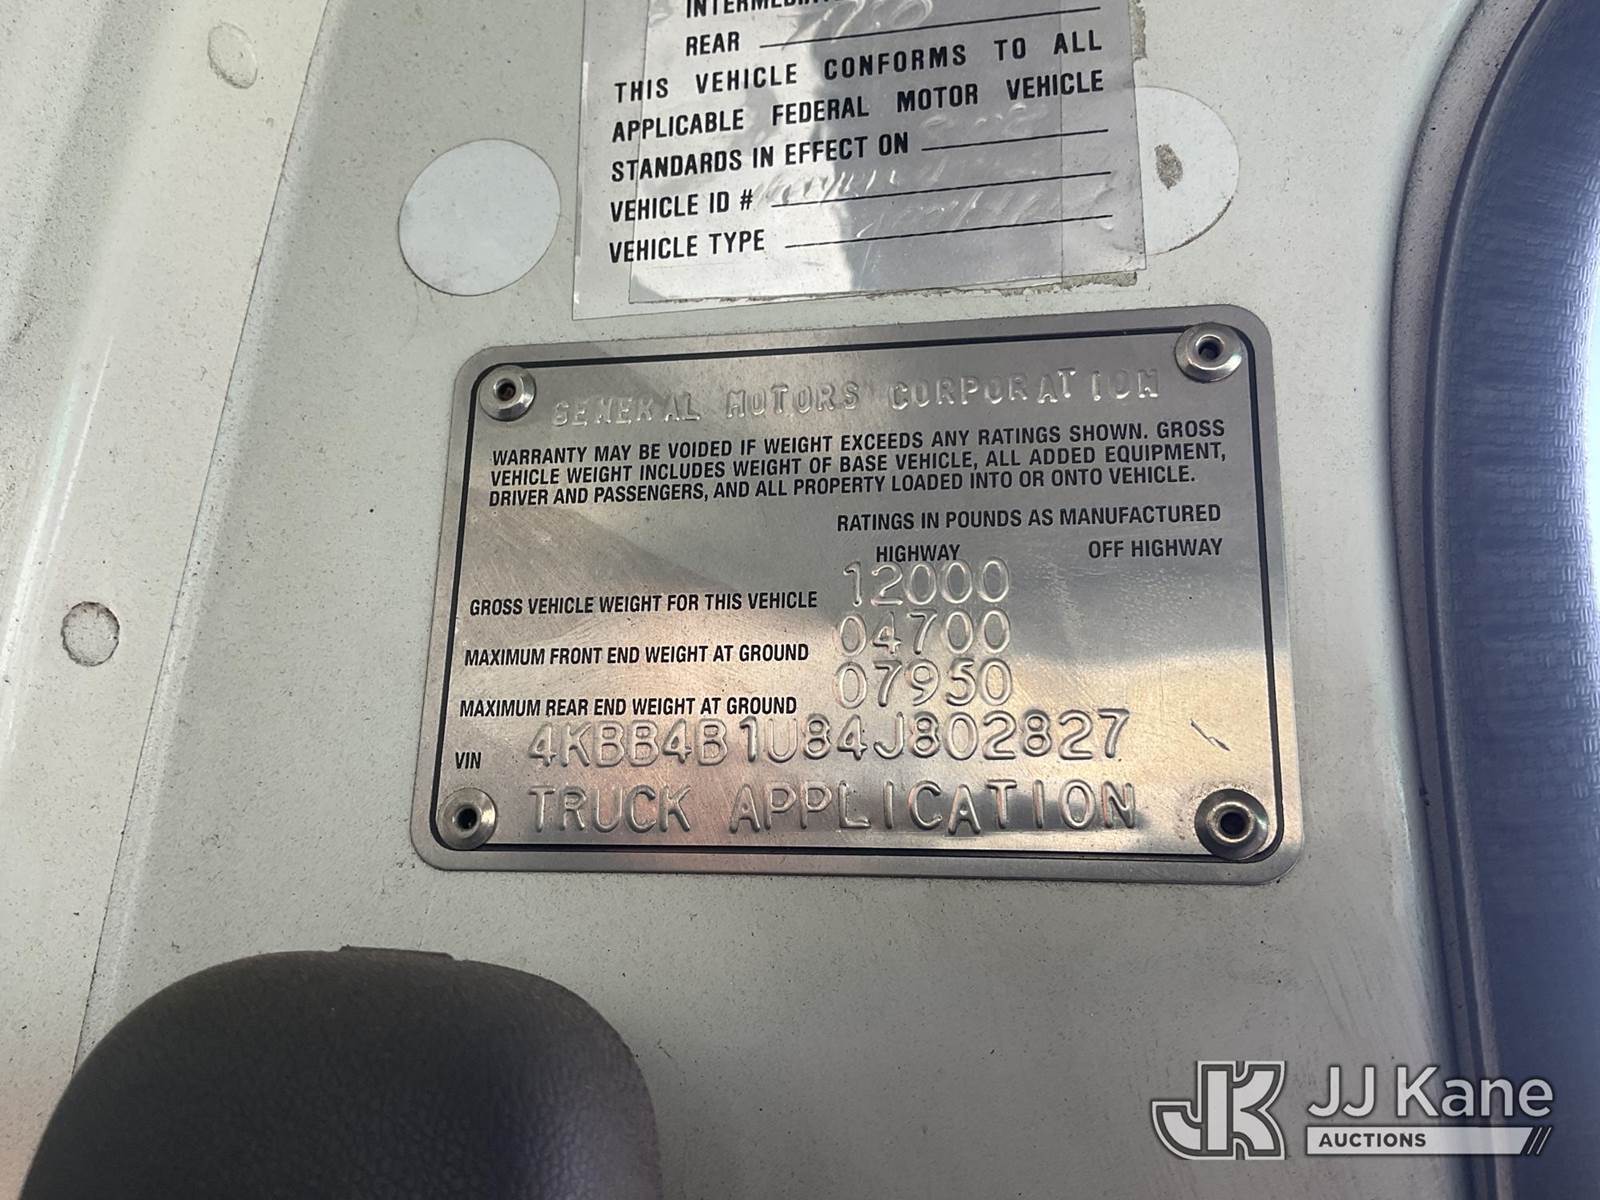 REAR
THIS VEHICLE CONFORMS TO ALL
APPLICABLE FEDERAL MOTOR VEHICLE
STANDARDS IN EFFECT ON
VEHICLE ID #
VEHICLE TYPE
GENERAL MOTORS CORPORATION
WARRANTY MAY BE VOIDED IF WEIGHT EXCEEDS ANY RATINGS SHOWN. GROSS
VEHICLE WEIGHT INCLUDES WEIGHT OF BASE VEHICLE, ALL ADDED EQUIPMENT,
DRIVER AND PASSENGERS, AND ALL PROPERTY LOADED INTO OR ONTO VEHICLE.
RATINGS IN POUNDS AS MANUFACTURED
HIGHWAY OFF HIGHWAY
GROSS VEHICLE WEIGHT FOR THIS VEHICLE 12000
MAXIMUM FRONT END WEIGHT AT GROUND 04700
MAXIMUM REAR END WEIGHT AT GROUND 07950
VIN 4KBB4B1U84J802827
TRUCK APPLICATION
JK JJ Kane
AUCTIONS